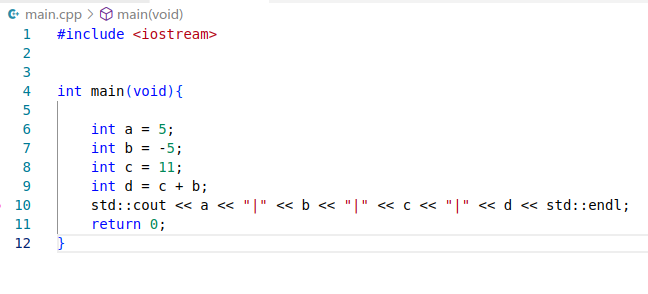 main.cpp > main(void)
1 #include <iostream>
2
3
4 int main(void){
5
6 int a = 5;
7 int b = -5;
8 int c = 11;
9 int d = c + b;
10 std::cout << a << "|" << b << "|" << c << "|" << d << std::endl;
11 return 0;
12 }